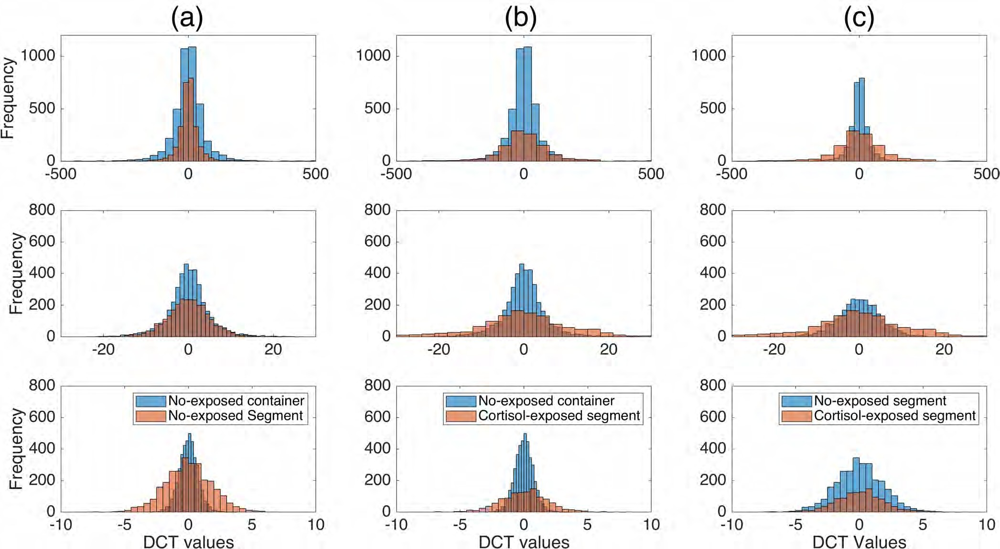 (a) (b) (c)
Frequency
1000 1000 1000
500 500 500
0 0 0
-500 0 500 -500 0 500 -500 0 500
Frequency
800 800 800
600 600 600
400 400 400
200 200 200
0 0 0
-20 0 20 -20 0 20 -20 0 20
Frequency
800 800 800
No-exposed container No-exposed container No-exposed segment
No-exposed Segment Cortisol-exposed segment Cortisol-exposed segment
600 600 600
400 400 400
200 200 200
0 0 0
-10 -5 0 5 10 -10 -5 0 5 10 -10 -5 0 5 10
DCT values DCT values DCT Values